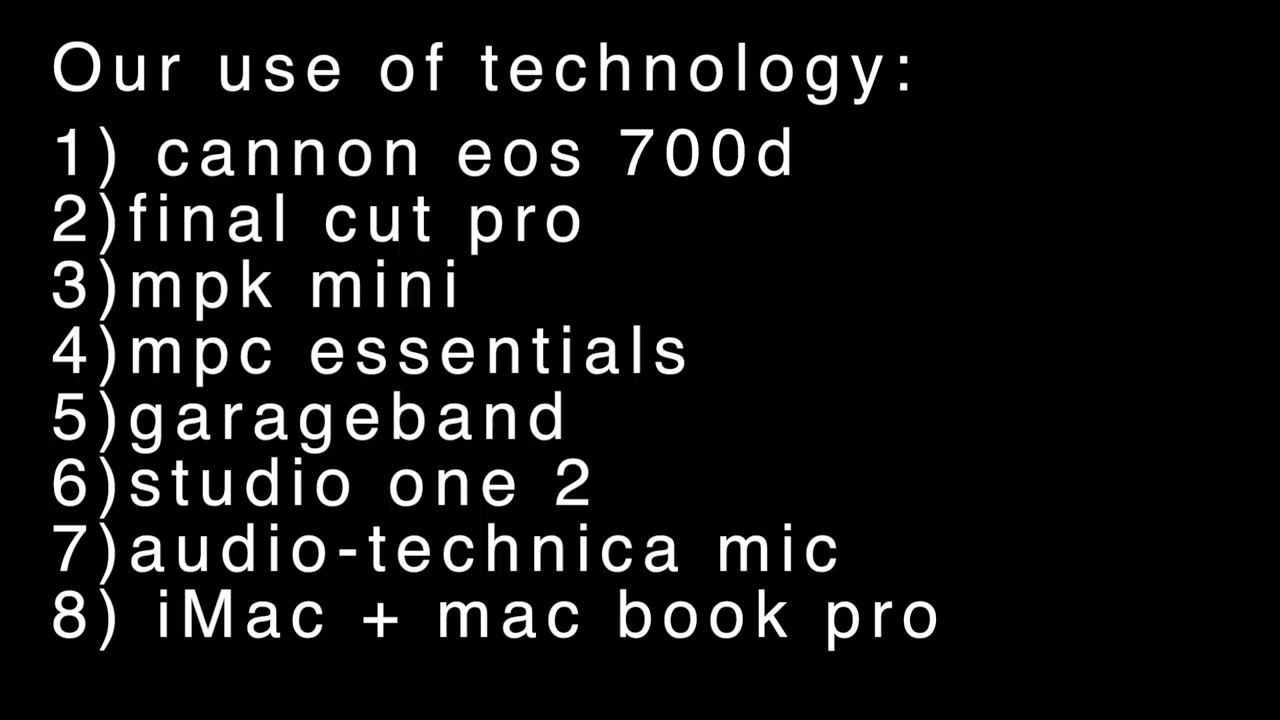 Our use of technology:
1) cannon eos 700d
2)final cut pro
3)mpk mini
4)mpc essentials
5)garageband
6)studio one 2
7)audio-technica mic
8) iMac + mac book pro